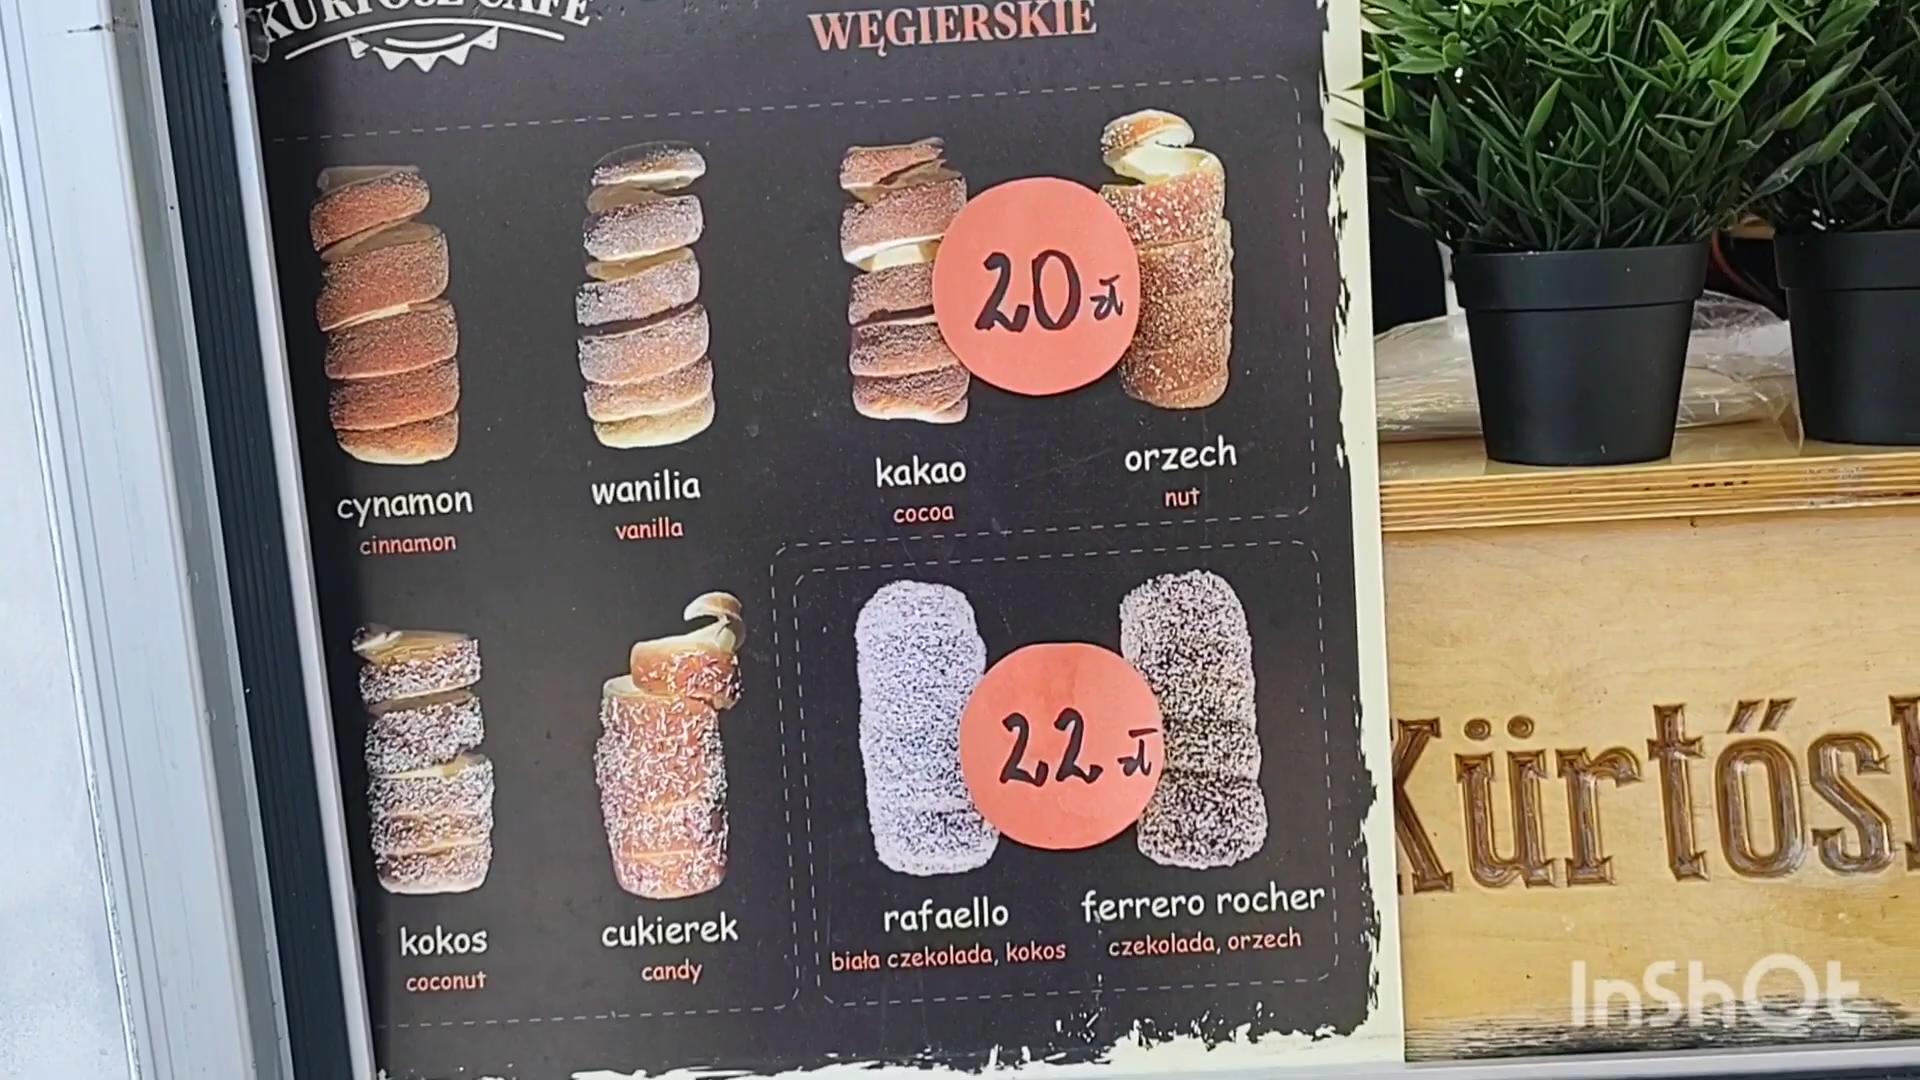 KÜRTŐSZ CAFE
WĘGIERSKIE
20 zł
cynamon
cinnamon
wanilia
vanilla
kakao
cocoa
orzech
nut
22 zł
kokos
coconut
cukierek
candy
rafaello
biała czekolada, kokos
ferrero rocher
czekolada, orzech
Kürtős
InShOt